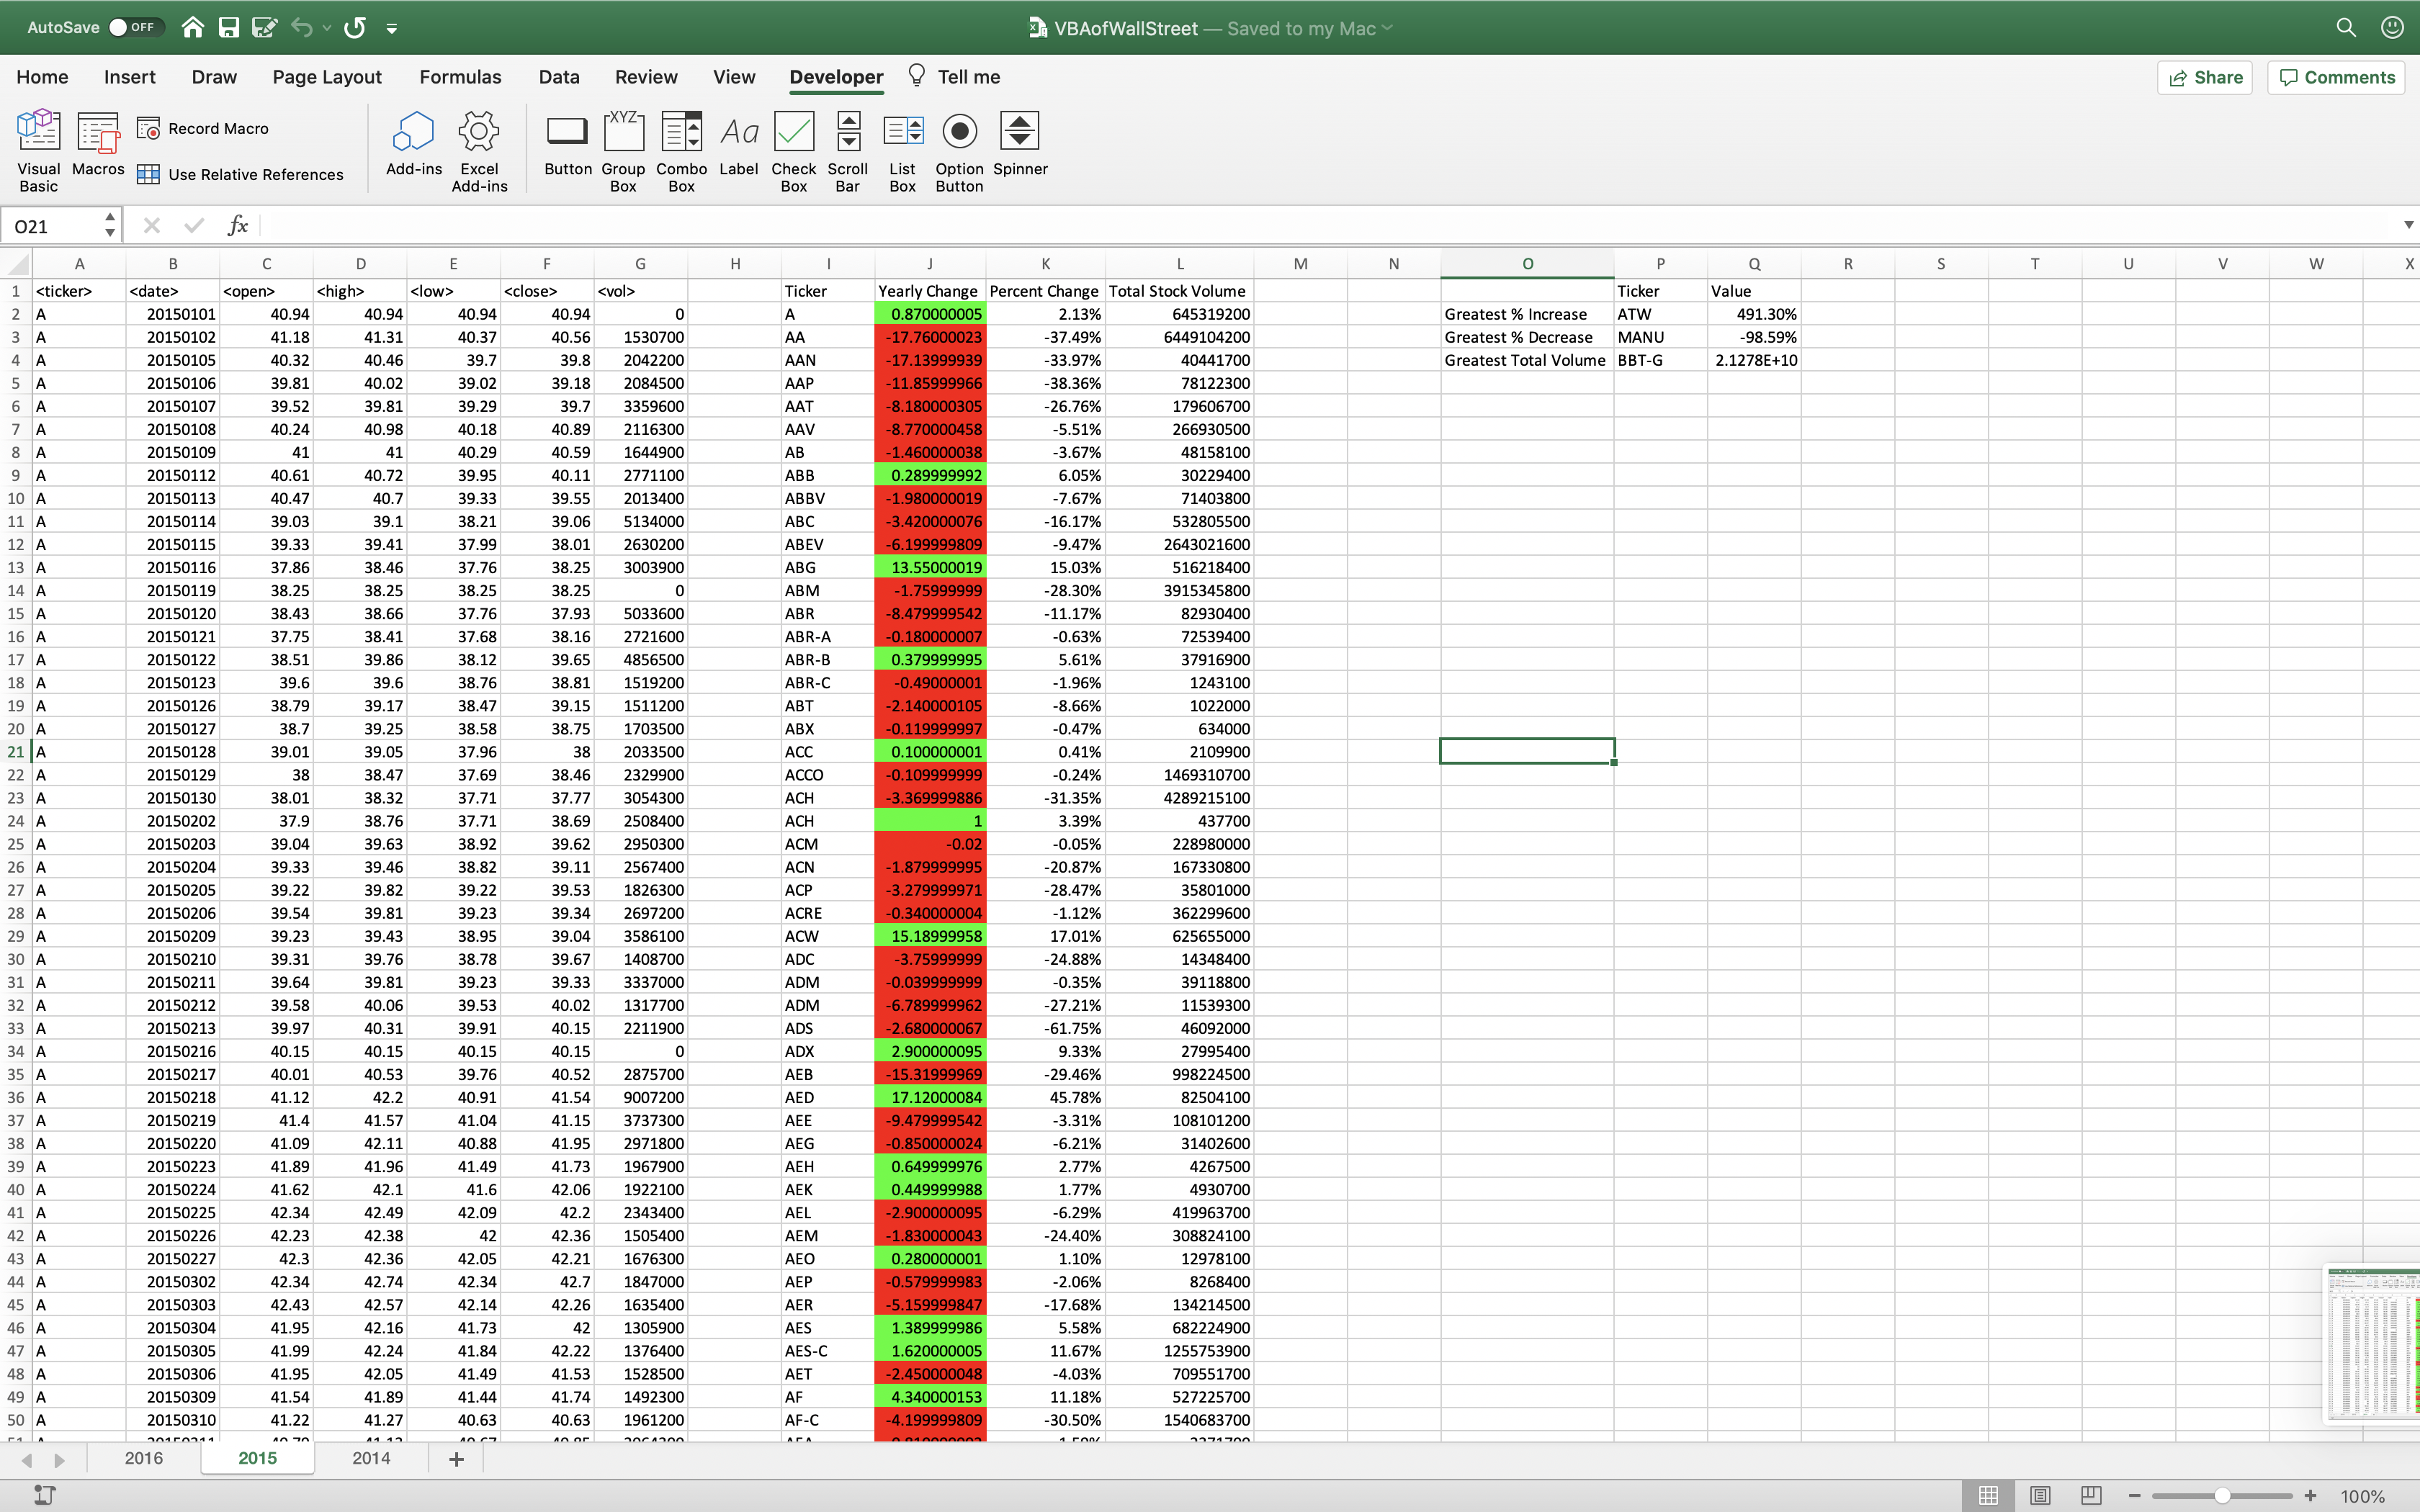 AutoSave OFF VBAofWallStreet — Saved to my Mac
Home Insert Draw Page Layout Formulas Data Review View Developer Tell me Share Comments
Visual Basic Macros Record Macro Use Relative References Add-ins Excel Add-ins Button Group Box Combo Box Label Check Box Scroll Bar List Box Option Button Spinner
O21 fx
A B C D E F G H I J K L M N O P Q R S T U V W X
1 <ticker> <date> <open> <high> <low> <close> <vol> Ticker Yearly Change Percent Change Total Stock Volume Ticker Value
2 A 20150101 40.94 40.94 40.94 40.94 0 A 0.870000005 2.13% 645319200 Greatest % Increase ATW 491.30%
3 A 20150102 41.18 41.31 40.37 40.56 1530700 AA -17.76000023 -37.49% 6449104200 Greatest % Decrease MANU -98.59%
4 A 20150105 40.32 40.46 39.7 39.8 2042200 AAN -17.13999939 -33.97% 40441700 Greatest Total Volume BBT-G 2.1278E+10
5 A 20150106 39.81 40.02 39.02 39.18 2084500 AAP -11.85999966 -38.36% 78122300
6 A 20150107 39.52 39.81 39.29 39.7 3359600 AAT -8.180000305 -26.76% 179606700
7 A 20150108 40.24 40.98 40.18 40.89 2116300 AAV -8.770000458 -5.51% 266930500
8 A 20150109 41 41 40.29 40.59 1644900 AB -1.460000038 -3.67% 48158100
9 A 20150112 40.61 40.72 39.95 40.11 2771100 ABB 0.289999992 6.05% 30229400
10 A 20150113 40.47 40.7 39.33 39.55 2013400 ABBV -1.980000019 -7.67% 71403800
11 A 20150114 39.03 39.1 38.21 39.06 5134000 ABC -3.420000076 -16.17% 532805500
12 A 20150115 39.33 39.41 37.99 38.01 2630200 ABEV -6.199999809 -9.47% 2643021600
13 A 20150116 37.86 38.46 37.76 38.25 3003900 ABG 13.55000019 15.03% 516218400
14 A 20150119 38.25 38.25 38.25 38.25 0 ABM -1.75999999 -28.30% 3915345800
15 A 20150120 38.43 38.66 37.76 37.93 5033600 ABR -8.479999542 -11.17% 82930400
16 A 20150121 37.75 38.41 37.68 38.16 2721600 ABR-A -0.180000007 -0.63% 72539400
17 A 20150122 38.51 39.86 38.12 39.65 4856500 ABR-B 0.379999995 5.61% 37916900
18 A 20150123 39.6 39.6 38.76 38.81 1519200 ABR-C -0.49000001 -1.96% 1243100
19 A 20150126 38.79 39.17 38.47 39.15 1511200 ABT -2.140000105 -8.66% 1022000
20 A 20150127 38.7 39.25 38.58 38.75 1703500 ABX -0.119999997 -0.47% 634000
21 A 20150128 39.01 39.05 37.96 38 2033500 ACC 0.100000001 0.41% 2109900
22 A 20150129 38 38.47 37.69 38.46 2329900 ACCO -0.109999999 -0.24% 1469310700
23 A 20150130 38.01 38.32 37.71 37.77 3054300 ACH -3.369999886 -31.35% 4289215100
24 A 20150202 37.9 38.76 37.71 38.69 2508400 ACH 1 3.39% 437700
25 A 20150203 39.04 39.63 38.92 39.62 2950300 ACM -0.02 -0.05% 228980000
26 A 20150204 39.33 39.46 38.82 39.11 2567400 ACN -1.879999995 -20.87% 167330800
27 A 20150205 39.22 39.82 39.22 39.53 1826300 ACP -3.279999971 -28.47% 35801000
28 A 20150206 39.54 39.81 39.23 39.34 2697200 ACRE -0.340000004 -1.12% 362299600
29 A 20150209 39.23 39.43 38.95 39.04 3586100 ACW 15.18999958 17.01% 625655000
30 A 20150210 39.31 39.76 38.78 39.67 1408700 ADC -3.75999999 -24.88% 14348400
31 A 20150211 39.64 39.81 39.23 39.33 3337000 ADM -0.039999999 -0.35% 39118800
32 A 20150212 39.58 40.06 39.53 40.02 1317700 ADM -6.789999962 -27.21% 11539300
33 A 20150213 39.97 40.31 39.91 40.15 2211900 ADS -2.680000067 -61.75% 46092000
34 A 20150216 40.15 40.15 40.15 40.15 0 ADX 2.900000095 9.33% 27995400
35 A 20150217 40.01 40.53 39.76 40.52 2875700 AEB -15.31999969 -29.46% 998224500
36 A 20150218 41.12 42.2 40.91 41.54 9007200 AED 17.12000084 45.78% 82504100
37 A 20150219 41.4 41.57 41.04 41.15 3737300 AEE -9.479999542 -3.31% 108101200
38 A 20150220 41.09 42.11 40.88 41.95 2971800 AEG -0.850000024 -6.21% 31402600
39 A 20150223 41.89 41.96 41.49 41.73 1967900 AEH 0.649999976 2.77% 4267500
40 A 20150224 41.62 42.1 41.6 42.06 1922100 AEK 0.449999988 1.77% 4930700
41 A 20150225 42.34 42.49 42.09 42.2 2343400 AEL -2.900000095 -6.29% 419963700
42 A 20150226 42.23 42.38 42 42.36 1505400 AEM -1.830000043 -24.40% 308824100
43 A 20150227 42.3 42.36 42.05 42.21 1676300 AEO 0.280000001 1.10% 12978100
44 A 20150302 42.34 42.74 42.34 42.7 1847000 AEP -0.579999983 -2.06% 8268400
45 A 20150303 42.43 42.57 42.14 42.26 1635400 AER -5.159999847 -17.68% 134214500
46 A 20150304 41.95 42.16 41.73 42 1305900 AES 1.389999986 5.58% 682224900
47 A 20150305 41.99 42.24 41.84 42.22 1376400 AES-C 1.620000005 11.67% 1255753900
48 A 20150306 41.95 42.05 41.49 41.53 1528500 AET -2.450000048 -4.03% 709551700
49 A 20150309 41.54 41.89 41.44 41.74 1492300 AF 4.340000153 11.18% 527225700
50 A 20150310 41.22 41.27 40.63 40.63 1961200 AF-C -4.199999809 -30.50% 1540683700
2016 2015 2014 +
100%